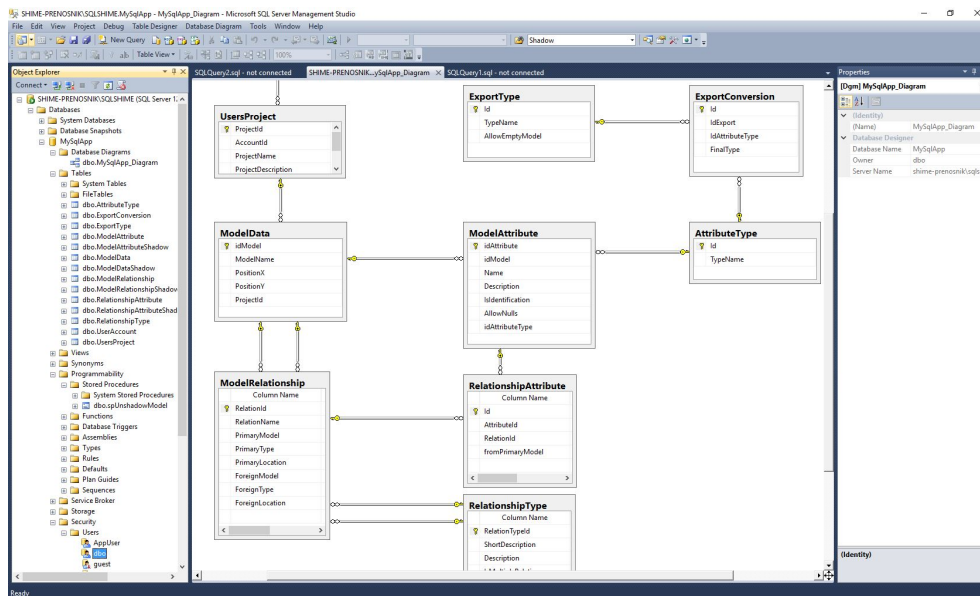 SHIME-PRENOSNIK\SQLSHIME.MySqlApp - MySqlApp_Diagram - Microsoft SQL Server Management Studio
File Edit View Project Debug Table Designer Database Diagram Tools Window Help
New Query
Shadow
Table View
100%
Object Explorer
Connect
SHIME-PRENOSNIK\SQLSHIME (SQL Server 1
Databases
System Databases
Database Snapshots
MySqlApp
Database Diagrams
dbo.MySqlApp_Diagram
Tables
System Tables
FileTables
dbo.AttributeType
dbo.ExportConversion
dbo.ExportType
dbo.ModelAttribute
dbo.ModelAttributeShadow
dbo.ModelData
dbo.ModelDataShadow
dbo.ModelRelationship
dbo.ModelRelationshipShadov
dbo.RelationshipAttribute
dbo.RelationshipAttributeShad
dbo.RelationshipType
dbo.UserAccount
dbo.UsersProject
Views
Synonyms
Programmability
Stored Procedures
System Stored Procedures
dbo.spUnshadowModel
Functions
Database Triggers
Assemblies
Types
Rules
Defaults
Plan Guides
Sequences
Service Broker
Storage
Security
Users
AppUser
dbo
guest
SQLQuery2.sql - not connected
SHIME-PRENOSNIK...ySqlApp_Diagram
SQLQuery1.sql - not connected
UsersProject
ProjectId
AccountId
ProjectName
ProjectDescription
ExportType
Id
TypeName
AllowEmptyModel
ExportConversion
Id
IdExport
IdAttributeType
FinalType
ModelData
idModel
ModelName
PositionX
PositionY
ProjectId
ModelAttribute
idAttribute
idModel
Name
Description
IsIdentification
AllowNulls
idAttributeType
AttributeType
Id
TypeName
ModelRelationship
Column Name
RelationId
RelationName
PrimaryModel
PrimaryType
PrimaryLocation
ForeignModel
ForeignType
ForeignLocation
RelationshipAttribute
Column Name
Id
AttributeId
RelationId
fromPrimaryModel
RelationshipType
Column Name
RelationTypeId
ShortDescription
Description
Properties
[Dgm] MySqlApp_Diagram
(Identity)
(Name) MySqlApp_Diagram
Database Designer
Database Name MySqlApp
Owner dbo
Server Name shime-prenosnik\sqls
(Identity)
Ready